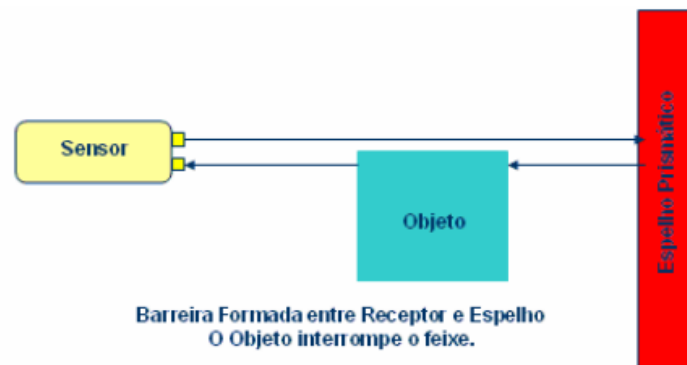 Sensor
Objeto
Espelho Prismático
Barreira Formada entre Receptor e Espelho
O Objeto interrompe o feixe.